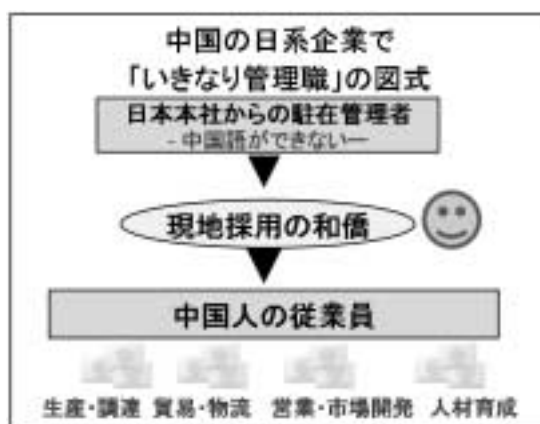 中国の日系企業で
「いきなり管理職」の図式
日本本社からの駐在管理者
- 中国語ができない―
現地採用の和僑
中国人の従業員
生産・調達 貿易・物流 営業・市場開発 人材育成